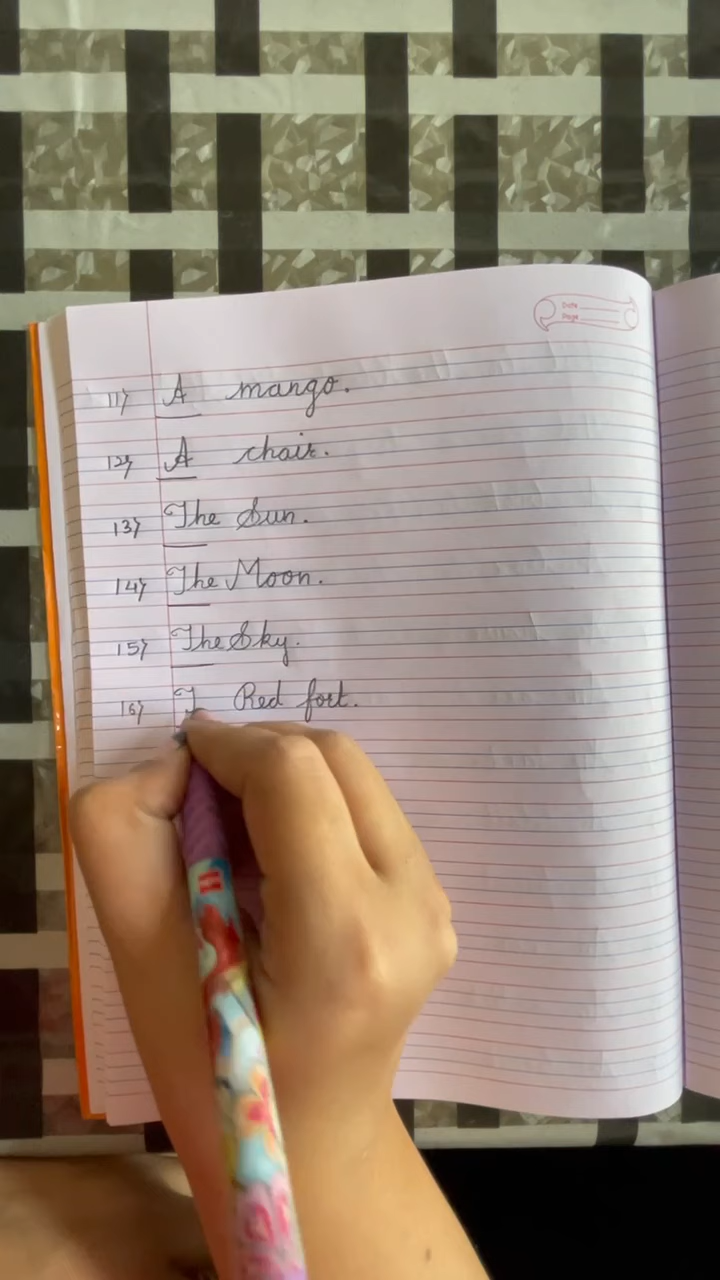 Date
Page
11) A mango.
12) A chair.
13) The Sun.
14) The Moon.
15) The Sky.
16) T Red fort.